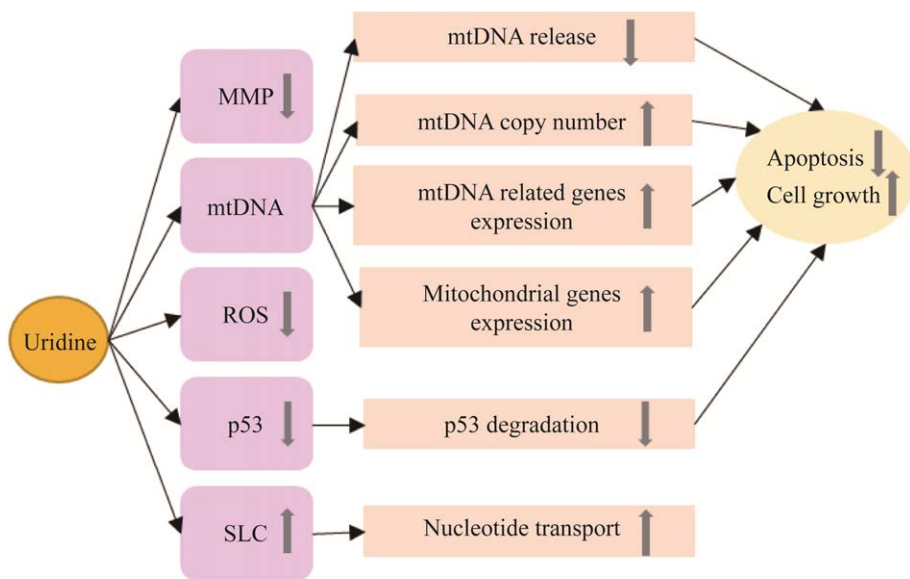 Uridine
MMP
mtDNA
ROS
p53
SLC
mtDNA release
mtDNA copy number
mtDNA related genes
expression
Mitochondrial genes
expression
p53 degradation
Nucleotide transport
Apoptosis
Cell growth